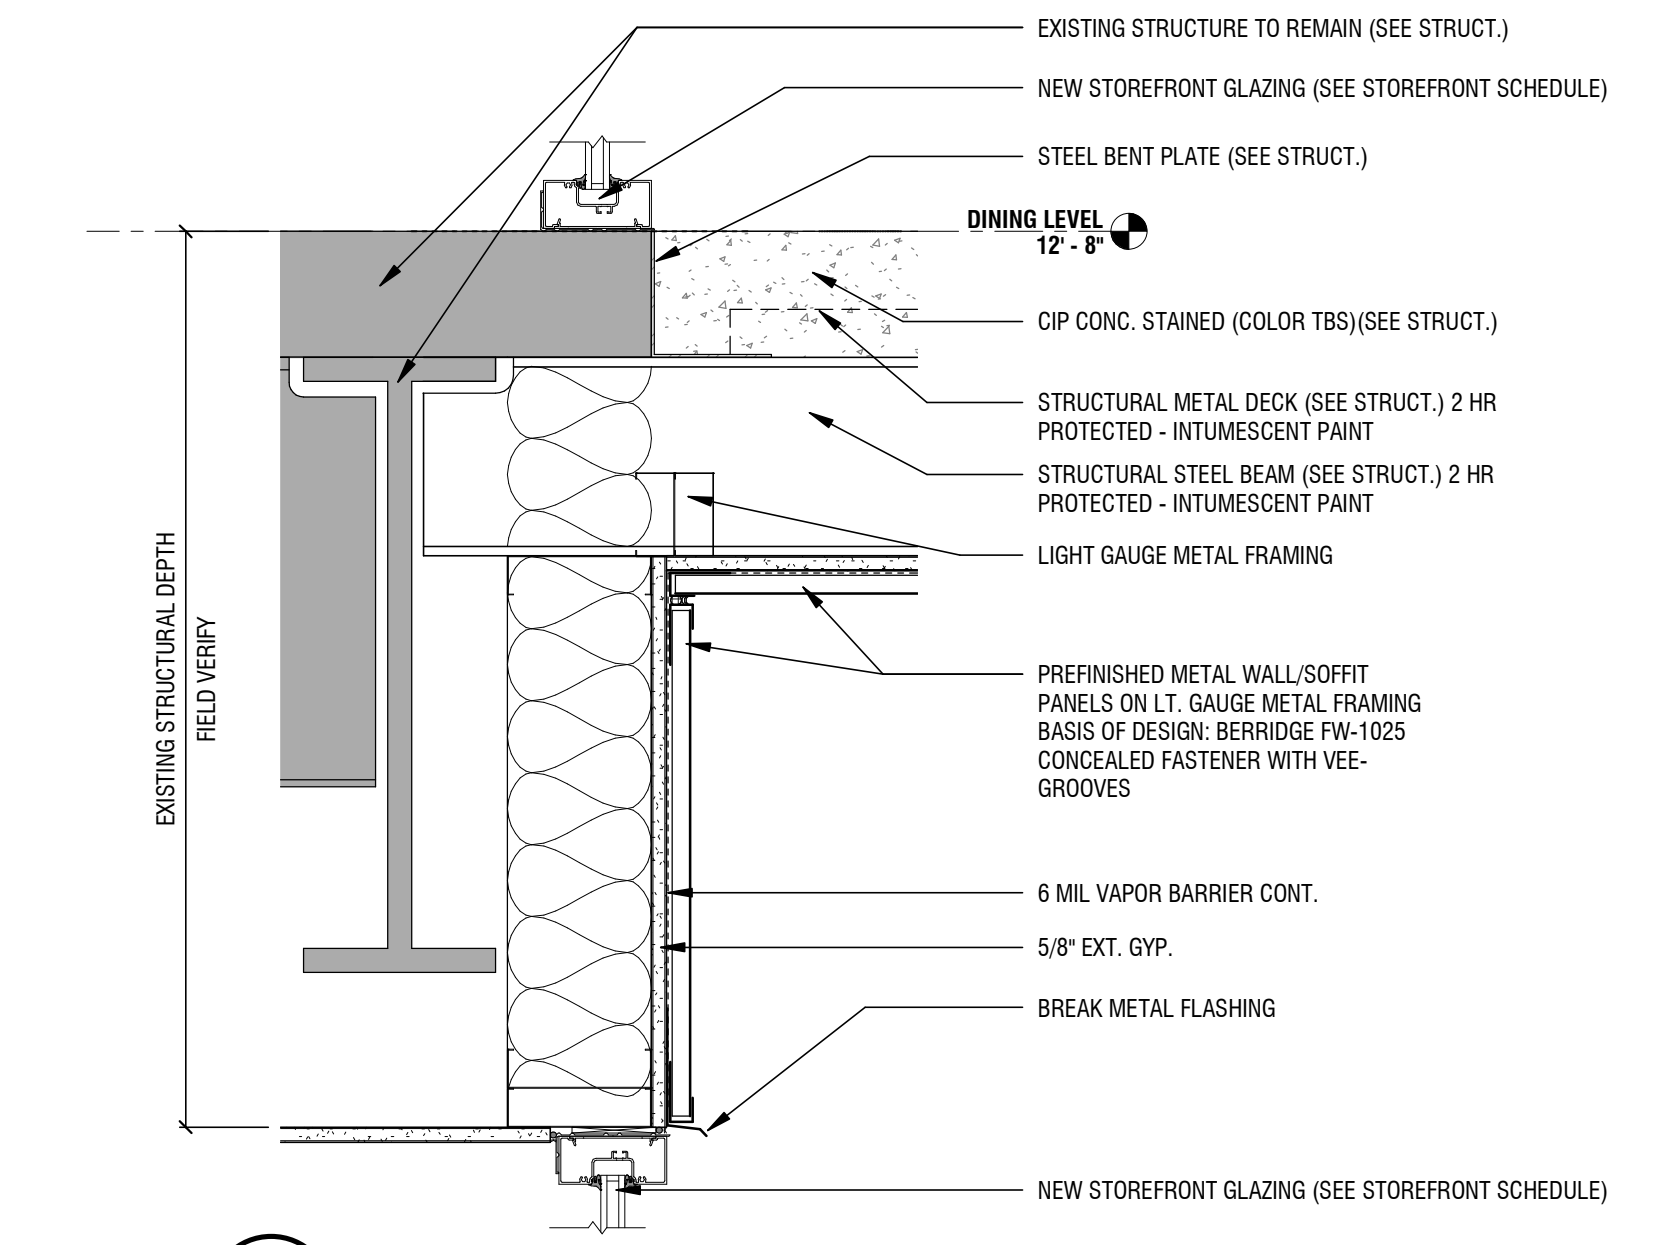 EXISTING STRUCTURE TO REMAIN (SEE STRUCT.)
NEW STOREFRONT GLAZING (SEE STOREFRONT SCHEDULE)
STEEL BENT PLATE (SEE STRUCT.)
DINING LEVEL
12' - 8"
CIP CONC. STAINED (COLOR TBS)(SEE STRUCT.)
STRUCTURAL METAL DECK (SEE STRUCT.) 2 HR
PROTECTED - INTUMESCENT PAINT
STRUCTURAL STEEL BEAM (SEE STRUCT.) 2 HR
PROTECTED - INTUMESCENT PAINT
LIGHT GAUGE METAL FRAMING
EXISTING STRUCTURAL DEPTH
FIELD VERIFY
PREFINISHED METAL WALL/SOFFIT
PANELS ON LT. GAUGE METAL FRAMING
BASIS OF DESIGN: BERRIDGE FW-1025
CONCEALED FASTENER WITH VEE-
GROOVES
6 MIL VAPOR BARRIER CONT.
5/8" EXT. GYP.
BREAK METAL FLASHING
NEW STOREFRONT GLAZING (SEE STOREFRONT SCHEDULE)